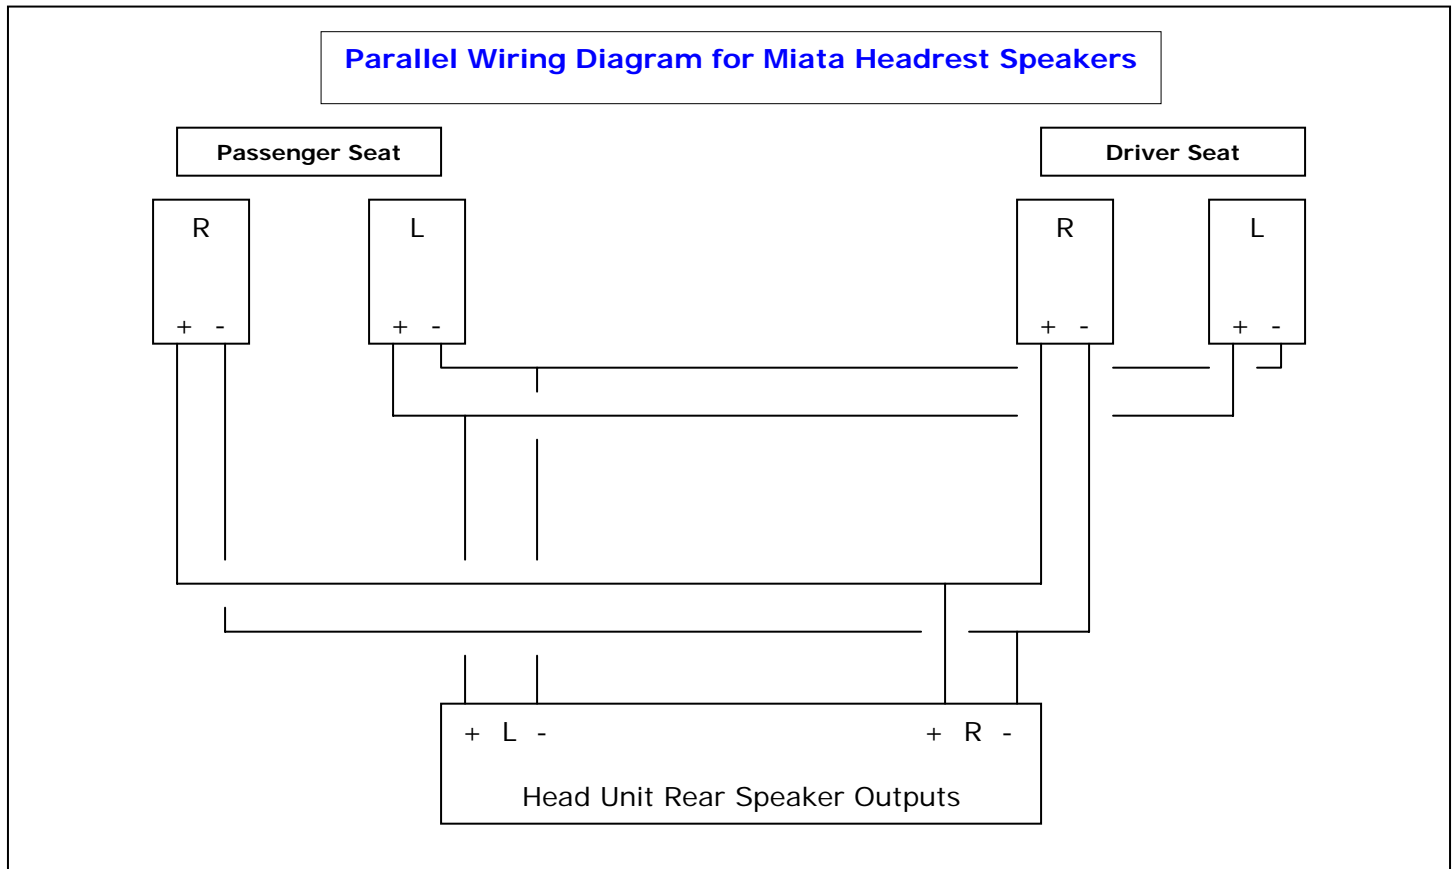 Parallel Wiring Diagram for Miata Headrest Speakers
Passenger Seat
Driver Seat
R
L
R
L
+ -
+ -
+ -
+ -
+ L -
+ R -
Head Unit Rear Speaker Outputs